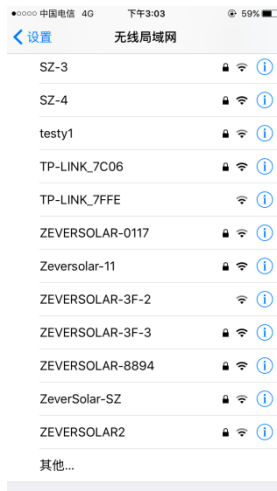 中国电信 4G 下午3:03 59%
设置 无线局域网
SZ-3
SZ-4
testy1
TP-LINK_7C06
TP-LINK_7FFE
ZEVERSOLAR-0117
Zeversolar-11
ZEVERSOLAR-3F-2
ZEVERSOLAR-3F-3
ZEVERSOLAR-8894
ZeverSolar-SZ
ZEVERSOLAR2
其他...